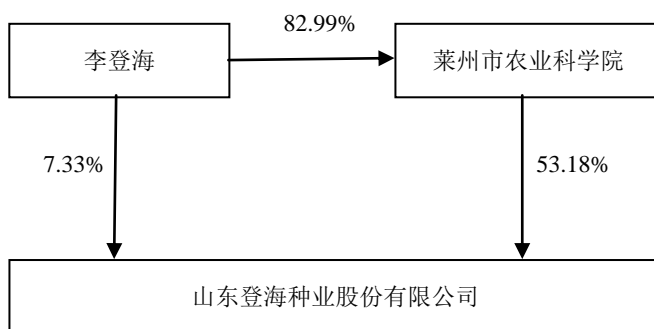 82.99%
李登海
莱州市农业科学院
7.33%
53.18%
山东登海种业股份有限公司